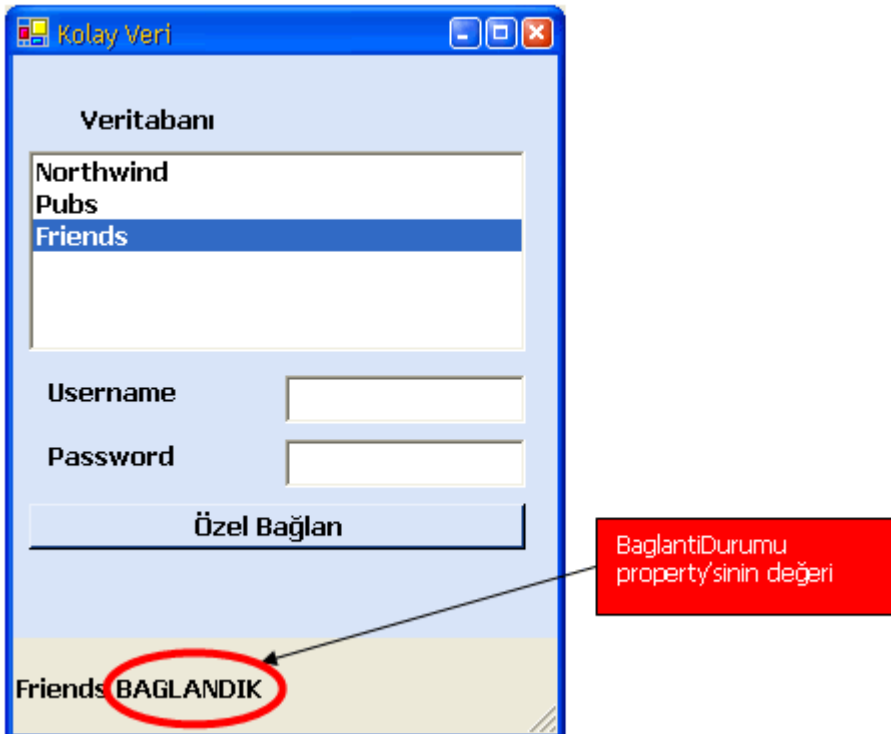 Kolay Veri
Veritabanı
Northwind
Pubs
Friends
Username
Password
Özel Bağlan
BaglantiDurumu
property'sinin değeri
Friends BAGLANDIK